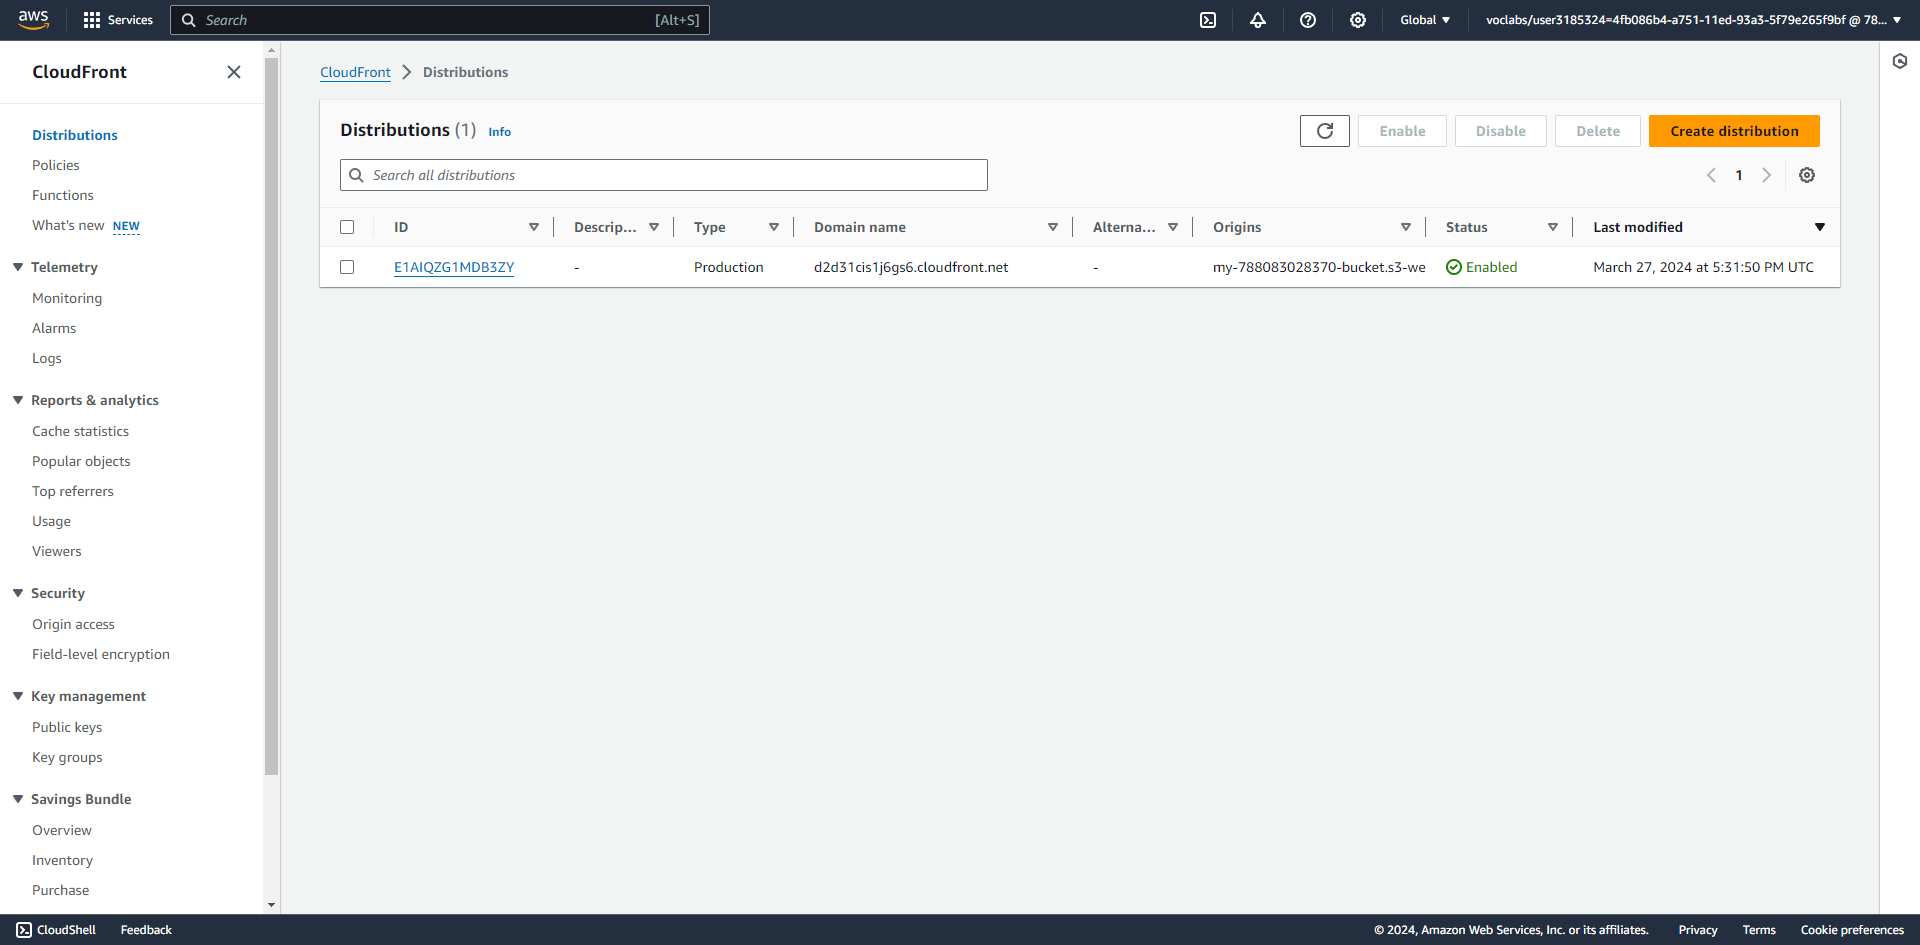 aws
Services
Search
[Alt+S]
Global
voclabs/user3185324=4fb086b4-a751-11ed-93a3-5f79e265f9bf @ 78...
CloudFront
Distributions
Policies
Functions
What's new NEW
Telemetry
Monitoring
Alarms
Logs
Reports & analytics
Cache statistics
Popular objects
Top referrers
Usage
Viewers
Security
Origin access
Field-level encryption
Key management
Public keys
Key groups
Savings Bundle
Overview
Inventory
Purchase
CloudFront Distributions
Distributions (1) Info
Enable
Disable
Delete
Create distribution
Search all distributions
1
ID Descrip... Type Domain name Alterna... Origins Status Last modified
E1AIQZG1MDB3ZY - Production d2d31cis1j6gs6.cloudfront.net - my-788083028370-bucket.s3-we Enabled March 27, 2024 at 5:31:50 PM UTC
CloudShell
Feedback
© 2024, Amazon Web Services, Inc. or its affiliates.
Privacy
Terms
Cookie preferences